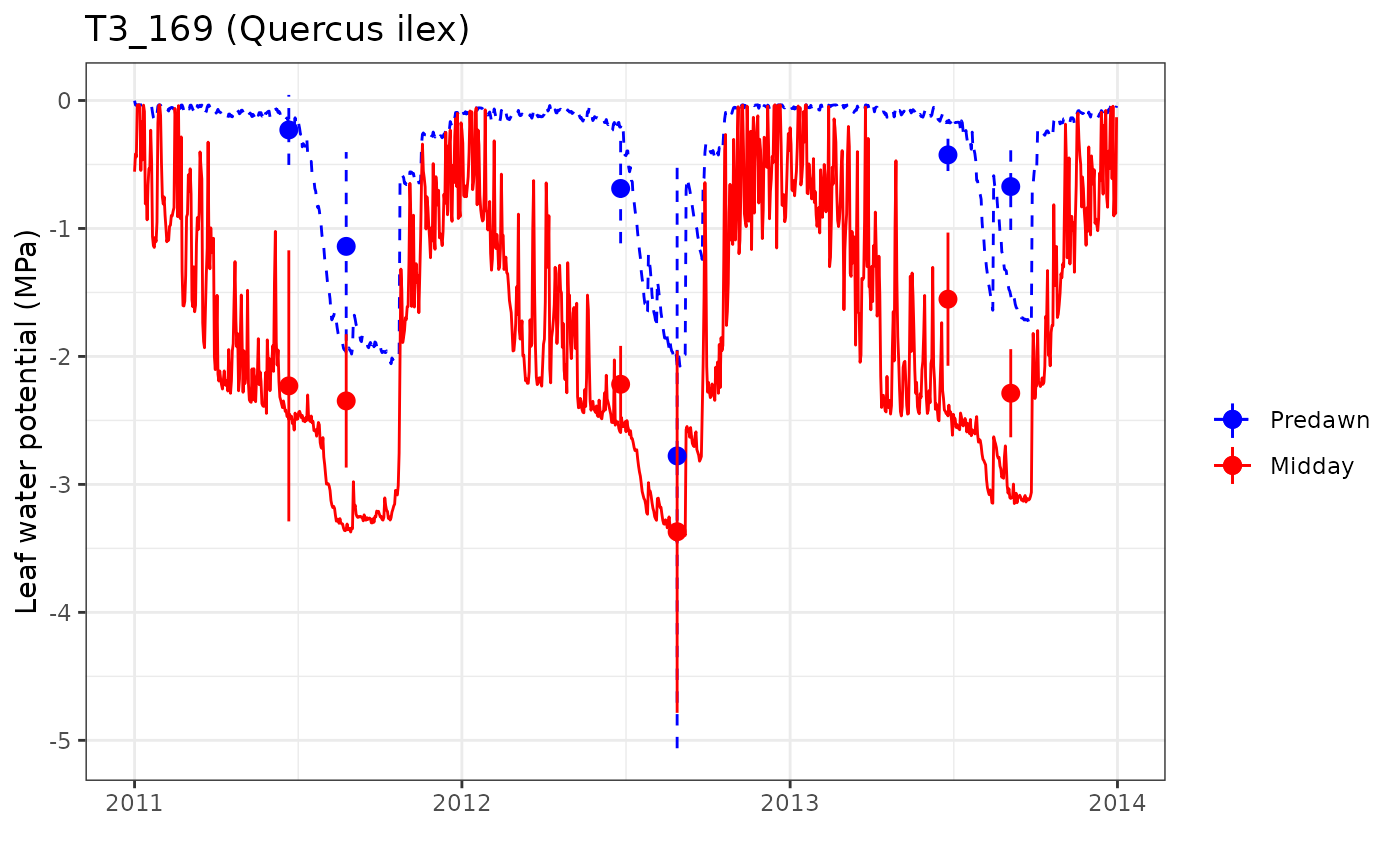 T3_169 (Quercus ilex)
Leaf water potential (MPa)
0
-1
-2
-3
-4
-5
2011
2012
2013
2014
Predawn
Midday